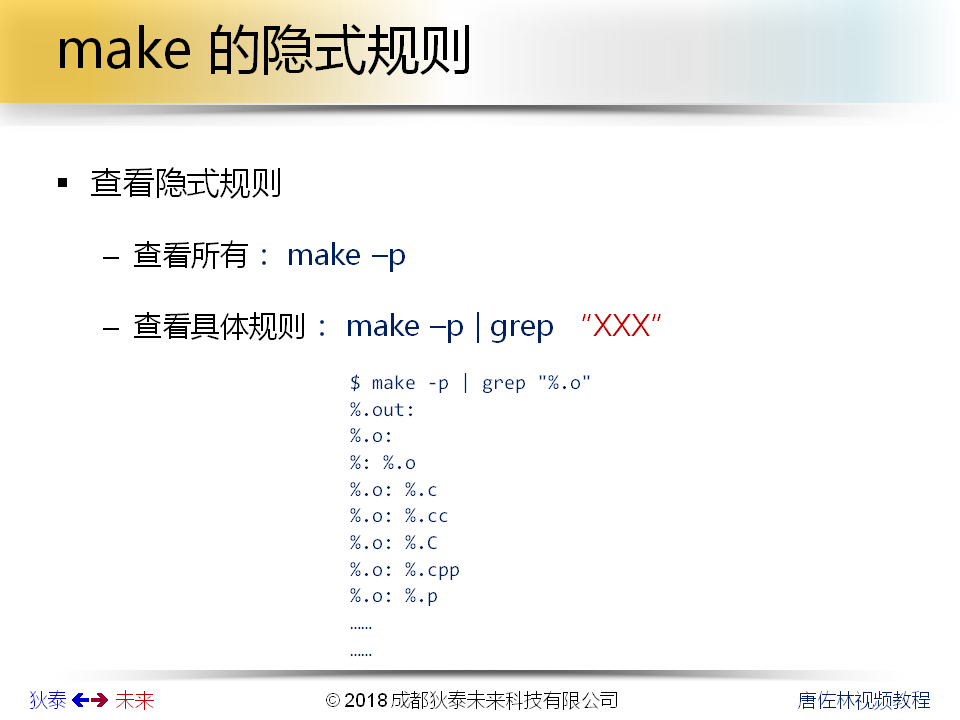 make 的隐式规则
▪ 查看隐式规则
– 查看所有： make –p
– 查看具体规则： make –p | grep “XXX”
$ make -p | grep "%.o"
%.out:
%.o:
%: %.o
%.o: %.c
%.o: %.cc
%.o: %.C
%.o: %.cpp
%.o: %.p
……
……
狄泰 未来
© 2018 成都狄泰未来科技有限公司
唐佐林视频教程